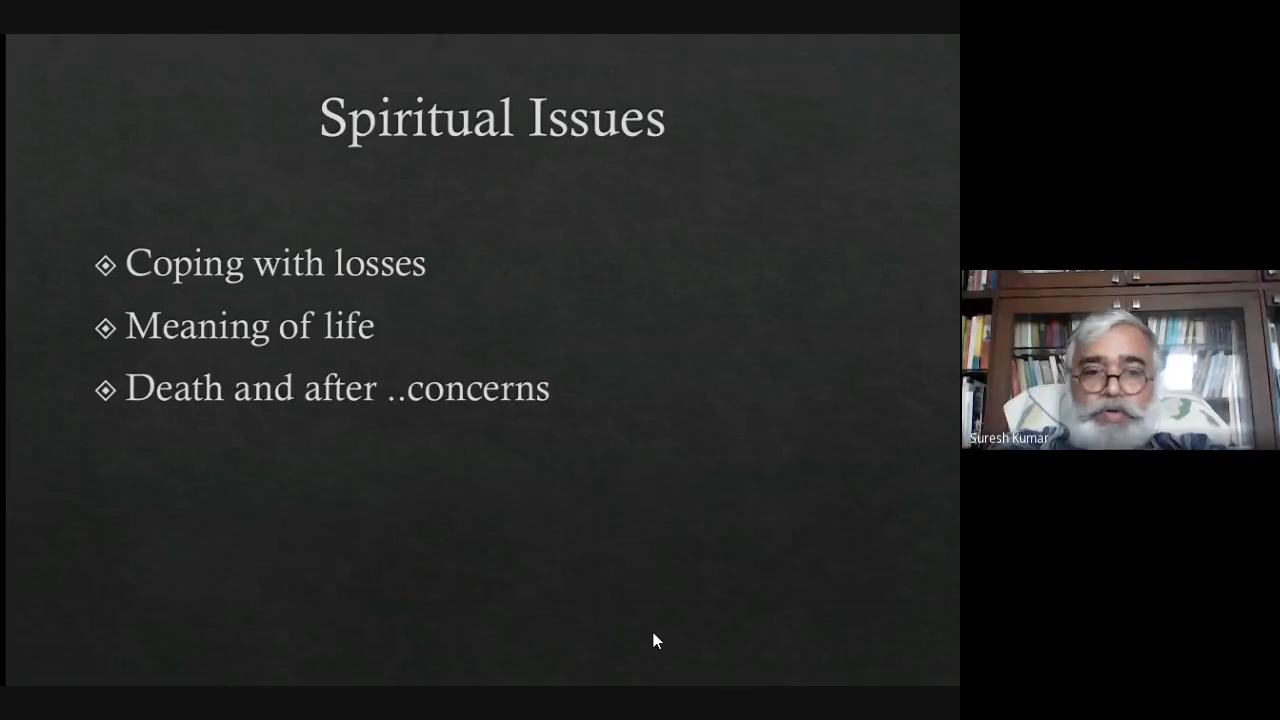 Spiritual Issues
Coping with losses
Meaning of life
Death and after ..concerns
Suresh Kumar